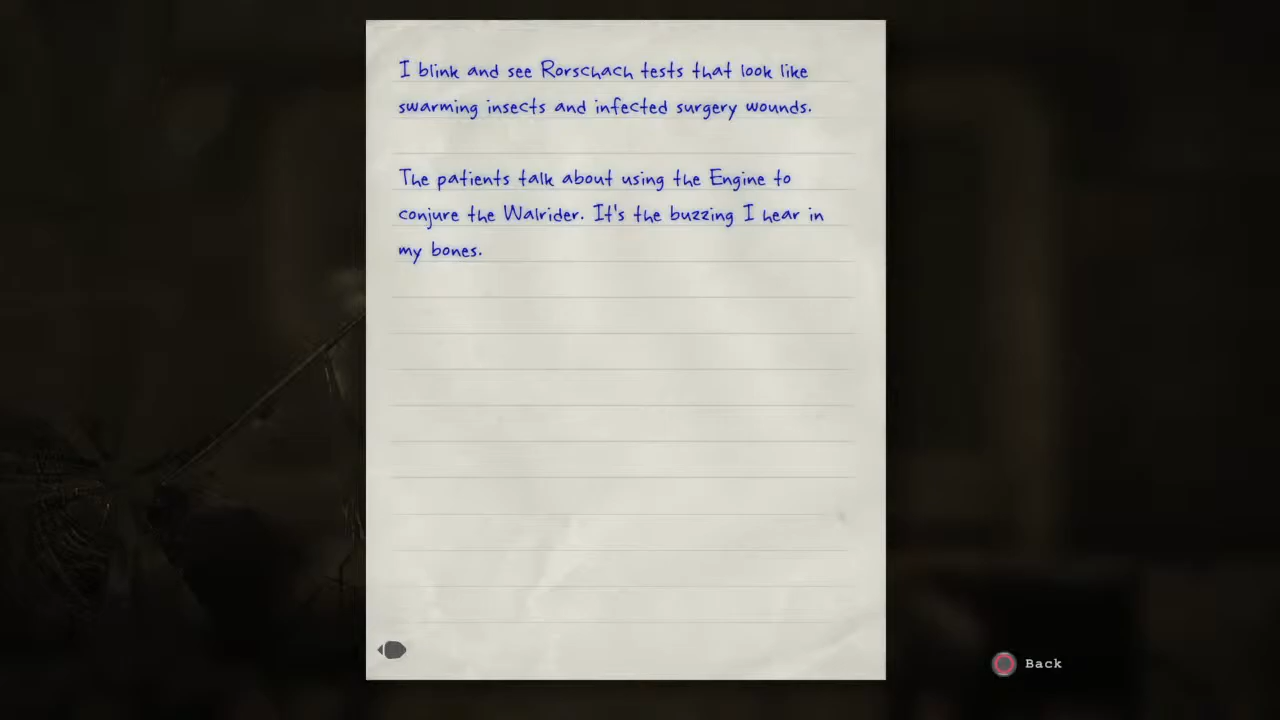 I blink and see Rorschach tests that look like
swarming insects and infected surgery wounds.
The patients talk about using the Engine to
conjure the Walrider. It's the buzzing I hear in
my bones.
Back